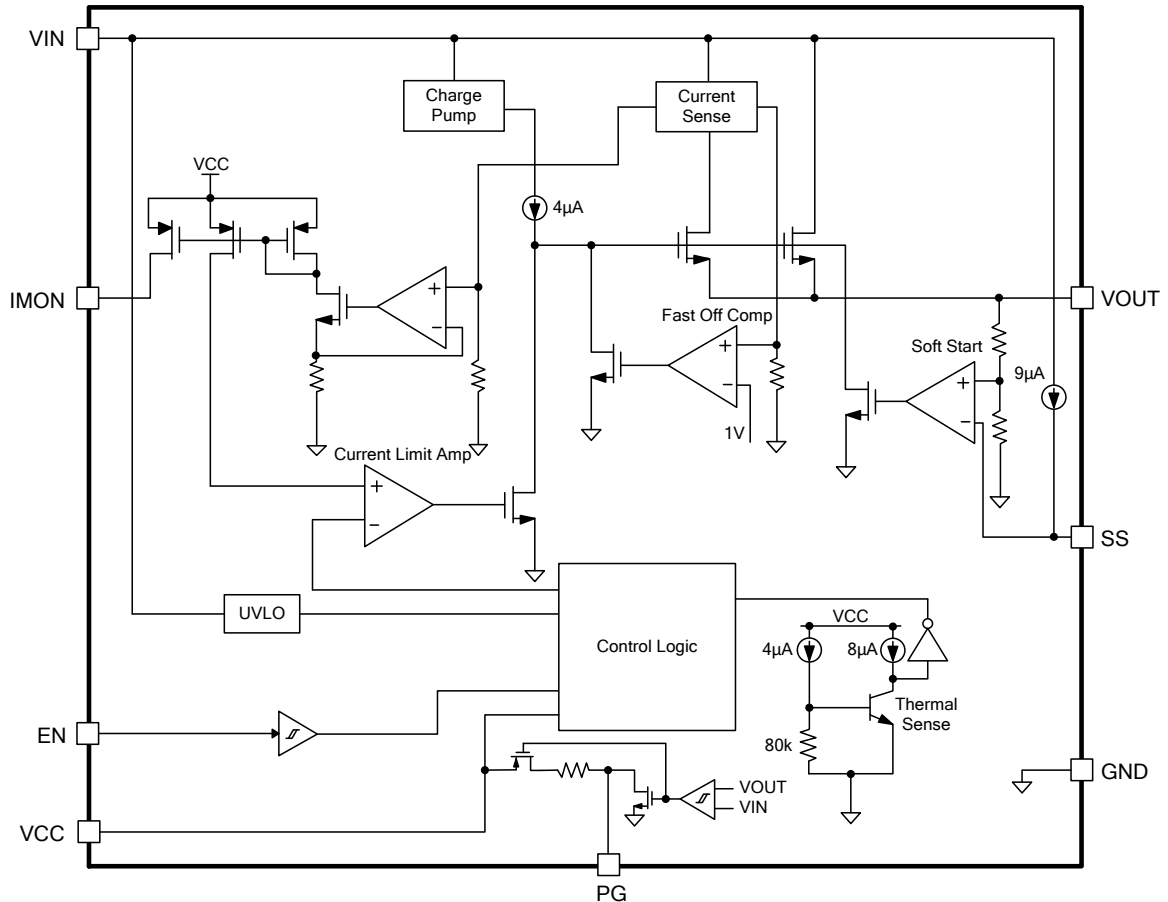 VIN
Charge
Pump
Current
Sense
VCC
4µA
IMON
VOUT
+
−
Fast Off Comp
+
−
1V
Soft Start
+
−
9µA
Current Limit Amp
+
−
SS
UVLO
Control Logic
VCC
4µA
8µA
Thermal
Sense
80k
EN
VOUT
VIN
GND
VCC
PG